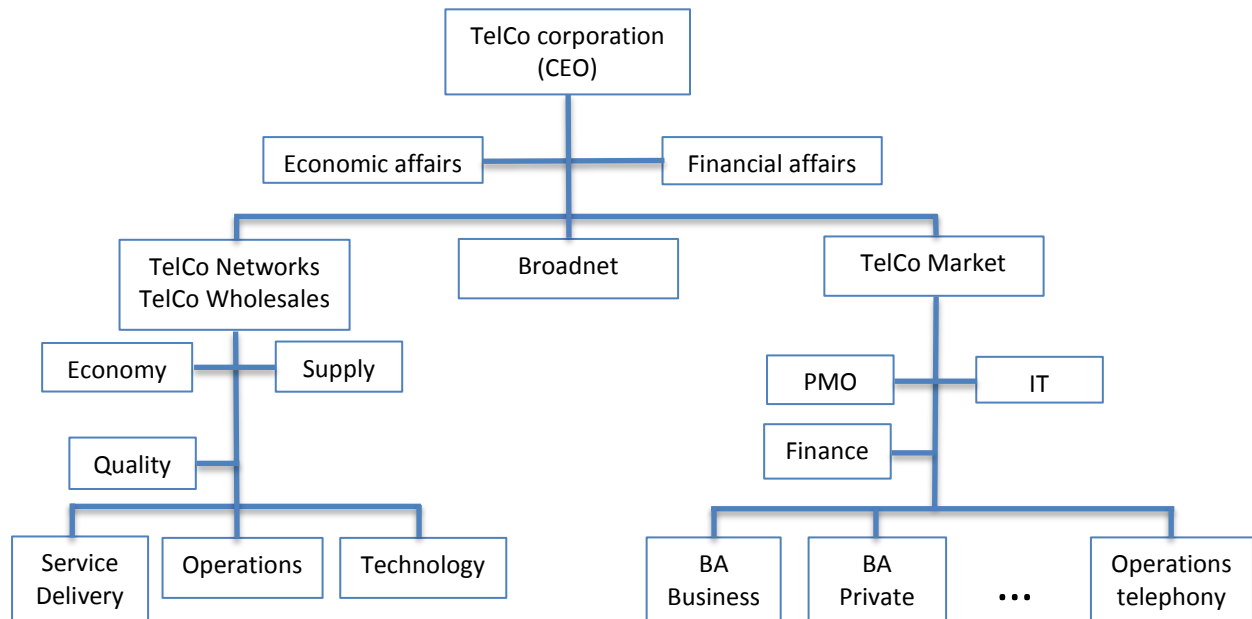 TelCo corporation
(CEO)
Economic affairs
Financial affairs
TelCo Networks
TelCo Wholesales
Broadnet
TelCo Market
Economy
Supply
PMO
IT
Quality
Finance
Service
Delivery
Operations
Technology
BA
Business
BA
Private
...
Operations
telephony